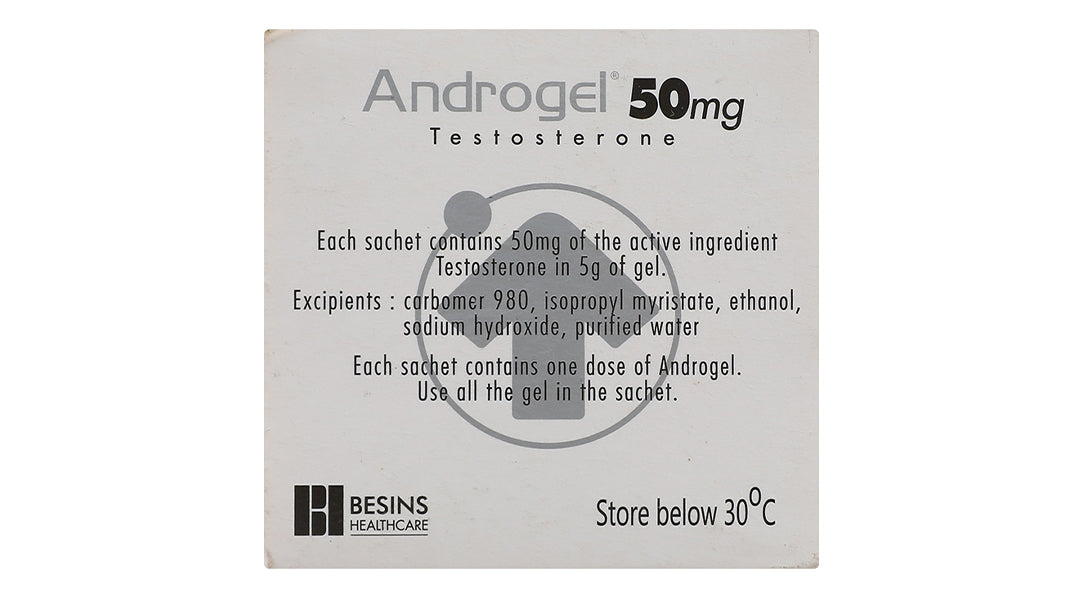 Androgel® 50mg
Testosterone
Each sachet contains 50mg of the active ingredient
Testosterone in 5g of gel.
Excipients : carbomer 980, isopropyl myristate, ethanol,
sodium hydroxide, purified water
Each sachet contains one dose of Androgel.
Use all the gel in the sachet.
BESINS
HEALTHCARE
Store below 30°C